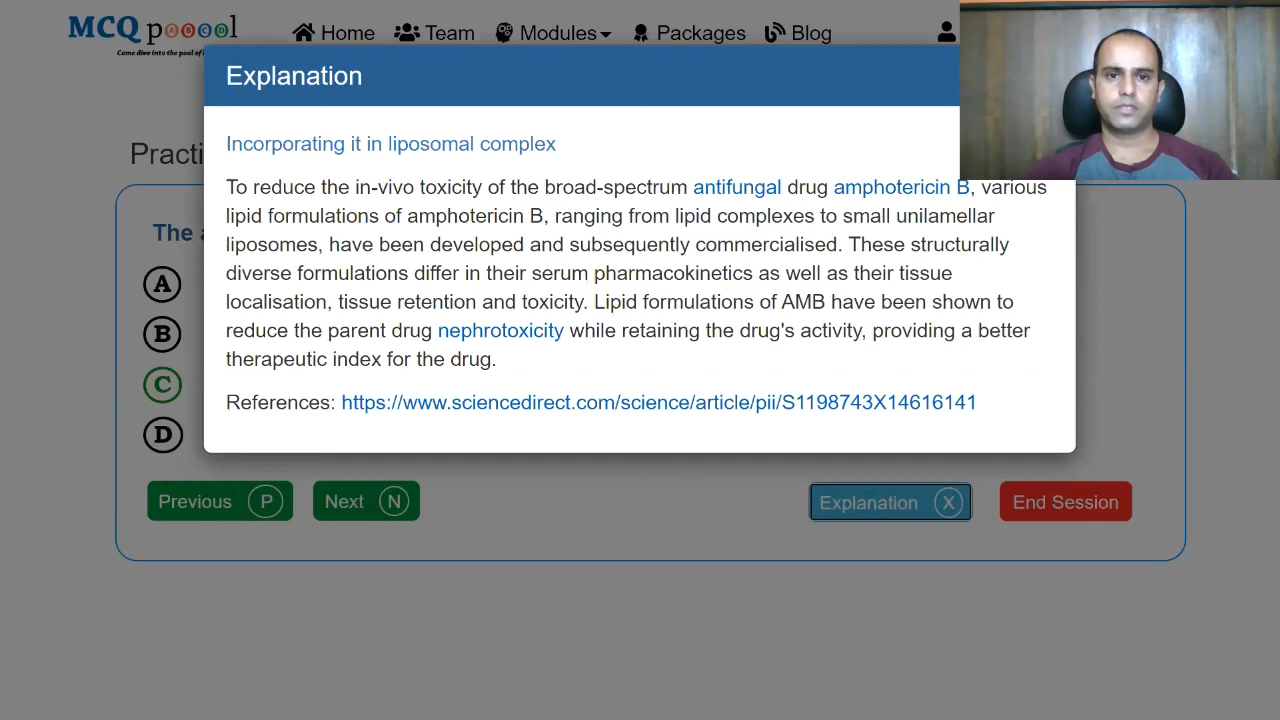 MCQ pooool
A B C D
Home Team Modules Packages Blog
Explanation
Incorporating it in liposomal complex
Practi
To reduce the in-vivo toxicity of the broad-spectrum antifungal drug amphotericin B, various
lipid formulations of amphotericin B, ranging from lipid complexes to small unilamellar
The a
liposomes, have been developed and subsequently commercialised. These structurally
diverse formulations differ in their serum pharmacokinetics as well as their tissue
A
localisation, tissue retention and toxicity. Lipid formulations of AMB have been shown to
reduce the parent drug nephrotoxicity while retaining the drug's activity, providing a better
B
therapeutic index for the drug.
C
References: https://www.sciencedirect.com/science/article/pii/S1198743X14616141
D
Previous P Next N Explanation X End Session